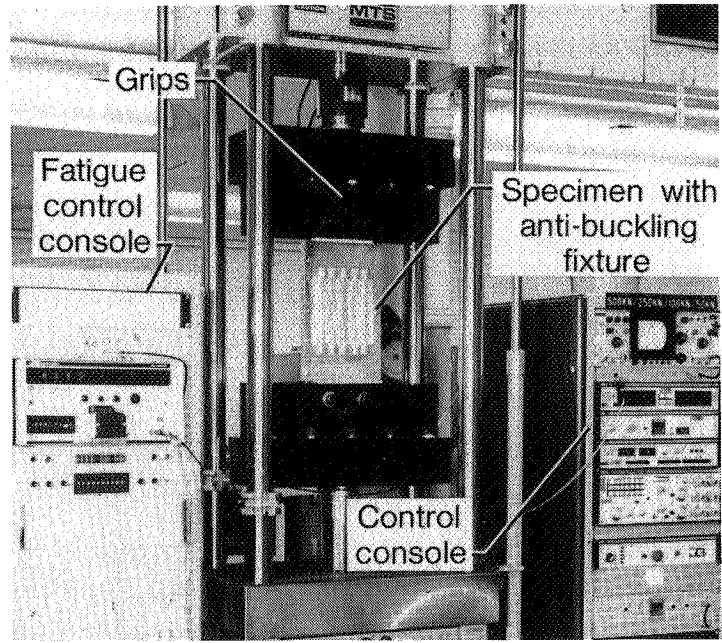 MTS
Grips
Fatigue
control
console
Specimen with
anti-buckling
fixture
Control
console